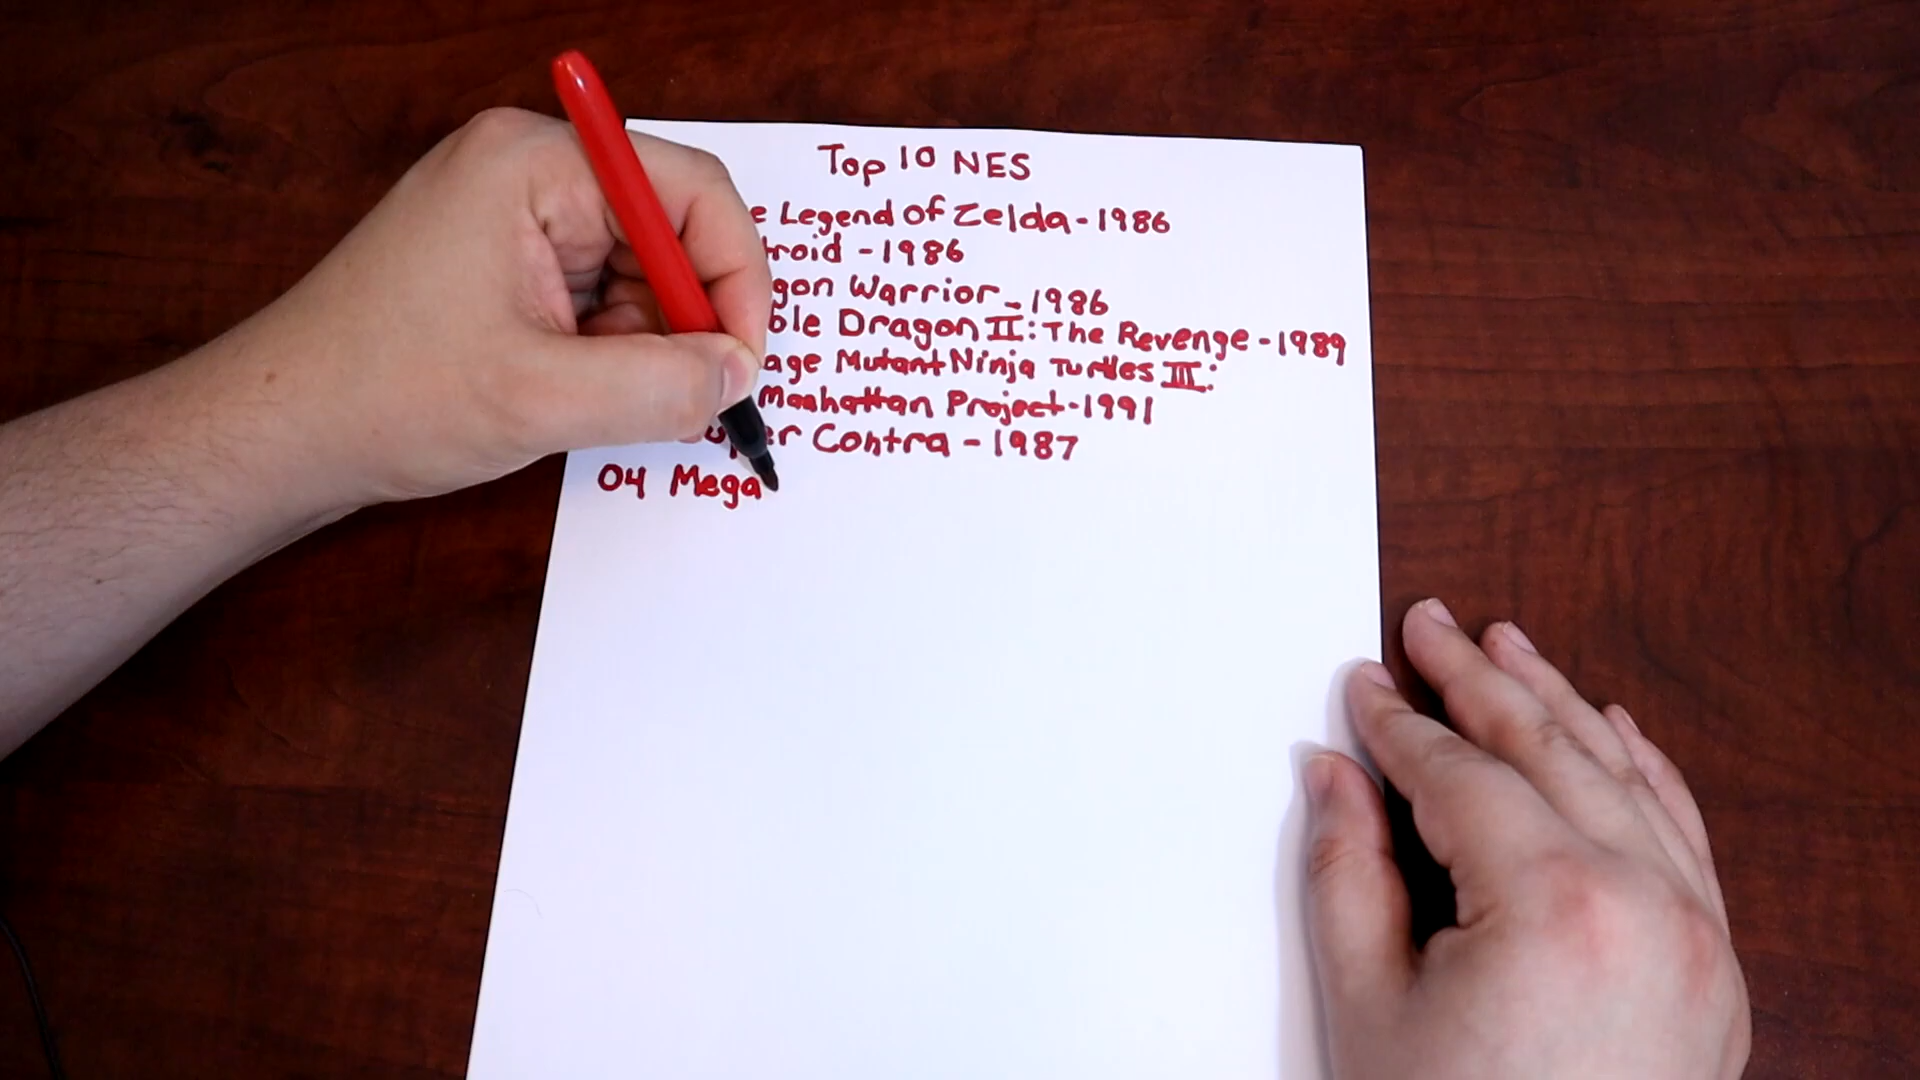 Top 10 NES
e Legend Of Zelda - 1986
troid - 1986
gon Warrior - 1986
ble Dragon II: The Revenge - 1989
age Mutant Ninja Turtles III:
Manhattan Project - 1991
Super Contra - 1987
04 Mega